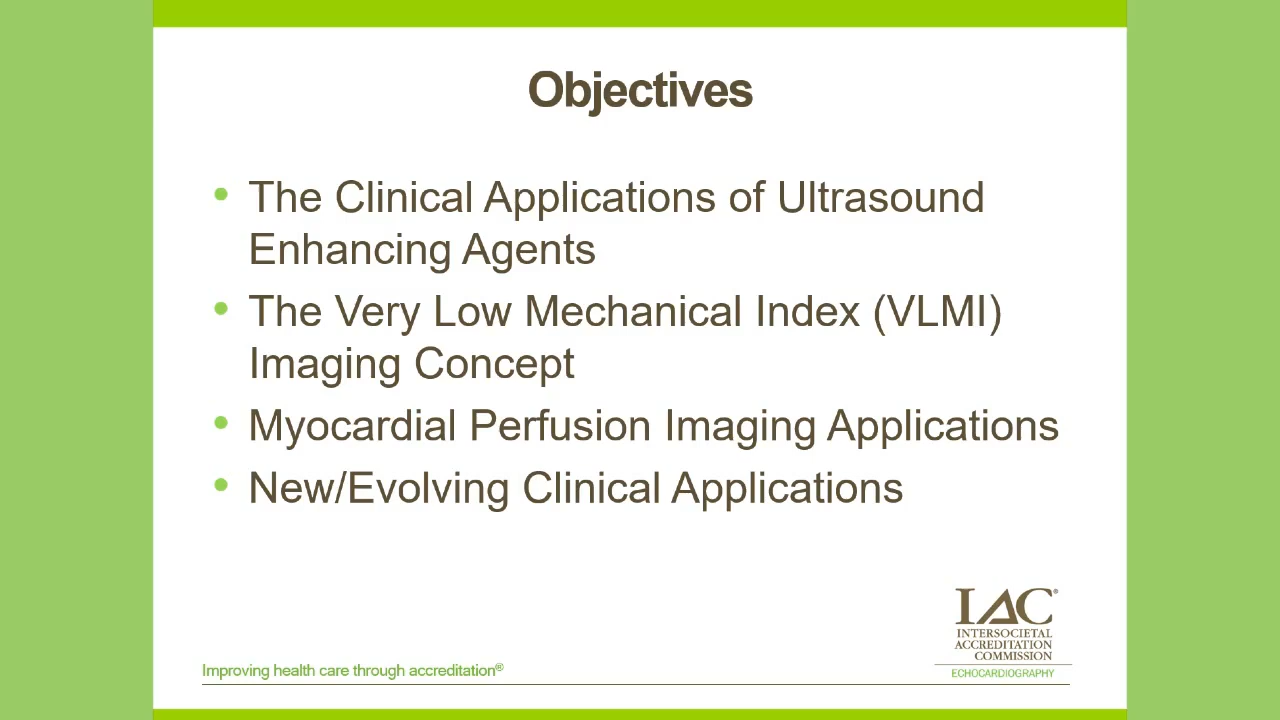 Objectives
• The Clinical Applications of Ultrasound
Enhancing Agents
• The Very Low Mechanical Index (VLMI)
Imaging Concept
• Myocardial Perfusion Imaging Applications
• New/Evolving Clinical Applications
IAC®
INTERSOCIETAL
ACCREDITATION
COMMISSION
ECHOCARDIOGRAPHY
Improving health care through accreditation®